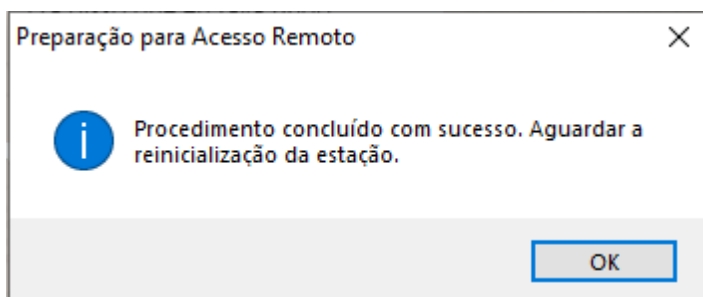 Preparação para Acesso Remoto
Procedimento concluído com sucesso. Aguardar a
reinicialização da estação.
OK